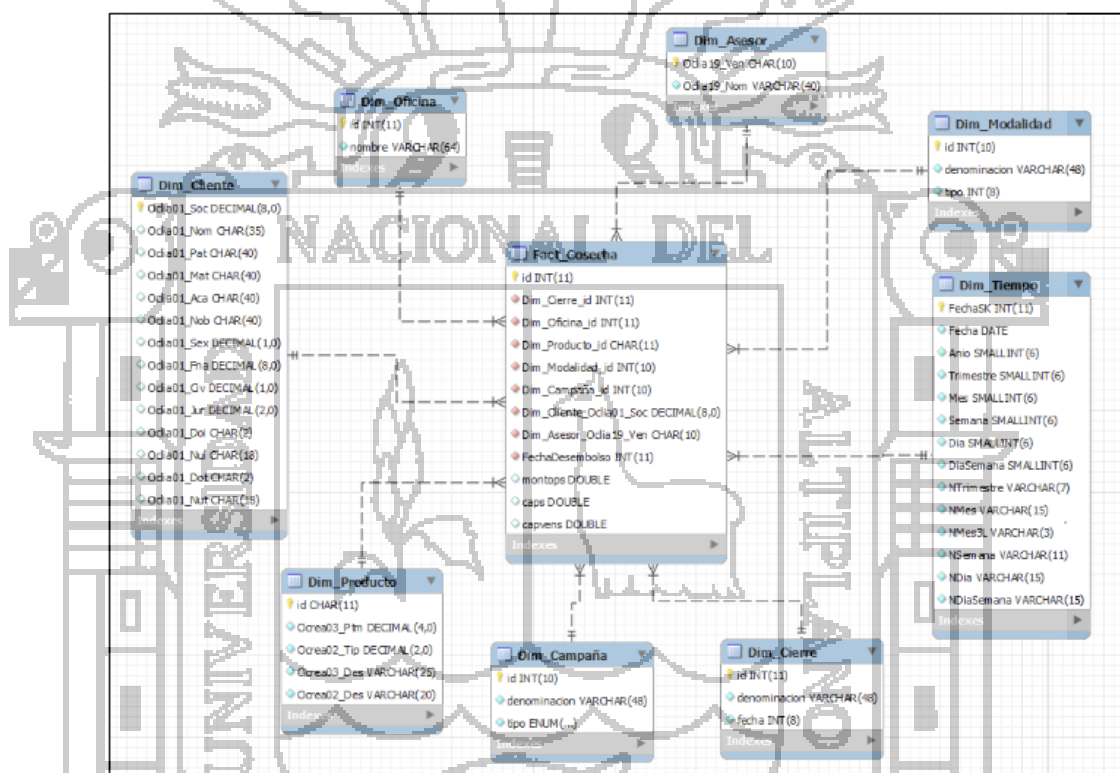 Dim_Asesor
Odia19_Ven CHAR(10)
Odia19_Nom VARCHAR(40)
Indexes
Dim_Oficina
id INT(11)
nombre VARCHAR(64)
Indexes
Dim_Modalidad
id INT(10)
denominacion VARCHAR(48)
tipo INT(8)
Indexes
Dim_Cliente
Odia01_Soc DECIMAL(8,0)
Odia01_Nom CHAR(35)
Odia01_Pat CHAR(40)
Odia01_Mat CHAR(40)
Odia01_Aca CHAR(40)
Odia01_Nob CHAR(40)
Odia01_Sex DECIMAL(1,0)
Odia01_Fna DECIMAL(8,0)
Odia01_Civ DECIMAL(1,0)
Odia01_Jur DECIMAL(2,0)
Odia01_Doi CHAR(2)
Odia01_Nui CHAR(18)
Odia01_Dot CHAR(2)
Odia01_Nut CHAR(18)
Indexes
Fact_Cosecha
id INT(11)
Dim_Cierre_id INT(11)
Dim_Oficina_id INT(11)
Dim_Producto_id CHAR(11)
Dim_Modalidad_id INT(10)
Dim_Campaña_id INT(10)
Dim_Cliente_Odia01_Soc DECIMAL(8,0)
Dim_Asesor_Odia19_Ven CHAR(10)
FechaDesembolso INT(11)
montops DOUBLE
caps DOUBLE
capvens DOUBLE
Indexes
Dim_Tiempo
FechaSK INT(11)
Fecha DATE
Anio SMALLINT(6)
Trimestre SMALLINT(6)
Mes SMALLINT(6)
Semana SMALLINT(6)
Dia SMALLINT(6)
DiaSemana SMALLINT(6)
NTrimestre VARCHAR(7)
NMes VARCHAR(15)
NMes3L VARCHAR(3)
NSemana VARCHAR(11)
NDia VARCHAR(15)
NDiaSemana VARCHAR(15)
Indexes
Dim_Producto
id CHAR(11)
Ocrea03_Ptm DECIMAL(4,0)
Ocrea02_Tip DECIMAL(2,0)
Ocrea03_Des VARCHAR(25)
Ocrea02_Des VARCHAR(20)
Indexes
Dim_Campaña
id INT(10)
denominacion VARCHAR(48)
tipo ENUM(...)
Indexes
Dim_Cierre
id INT(11)
denominacion VARCHAR(48)
fecha INT(8)
Indexes
UNIVERSIDAD
NACIONAL DEL
ALTIPLANO